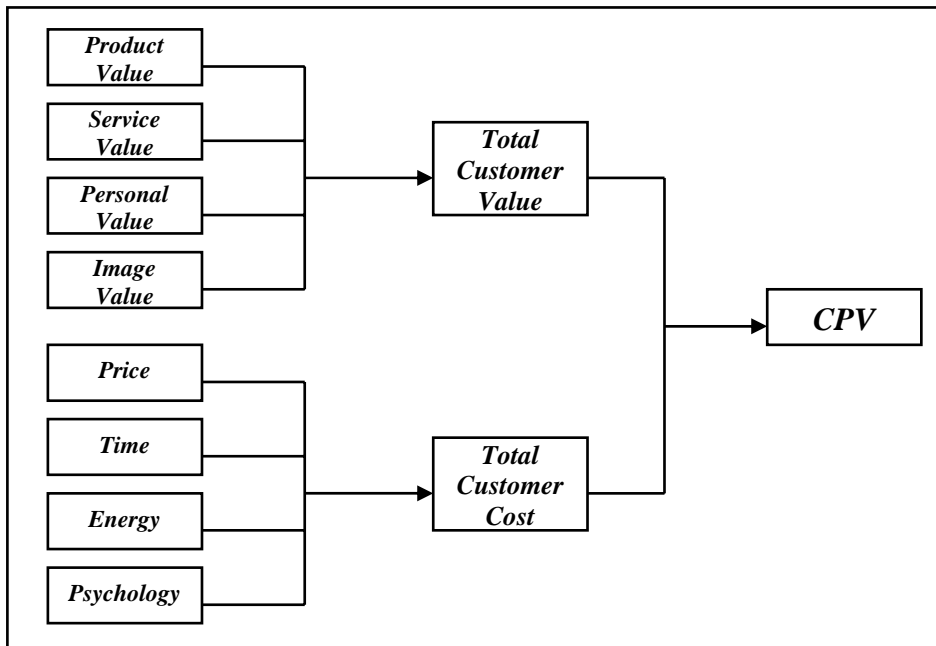 Product
Value
Service
Value
Personal
Value
Image
Value
Total
Customer
Value
CPV
Price
Time
Energy
Psychology
Total
Customer
Cost